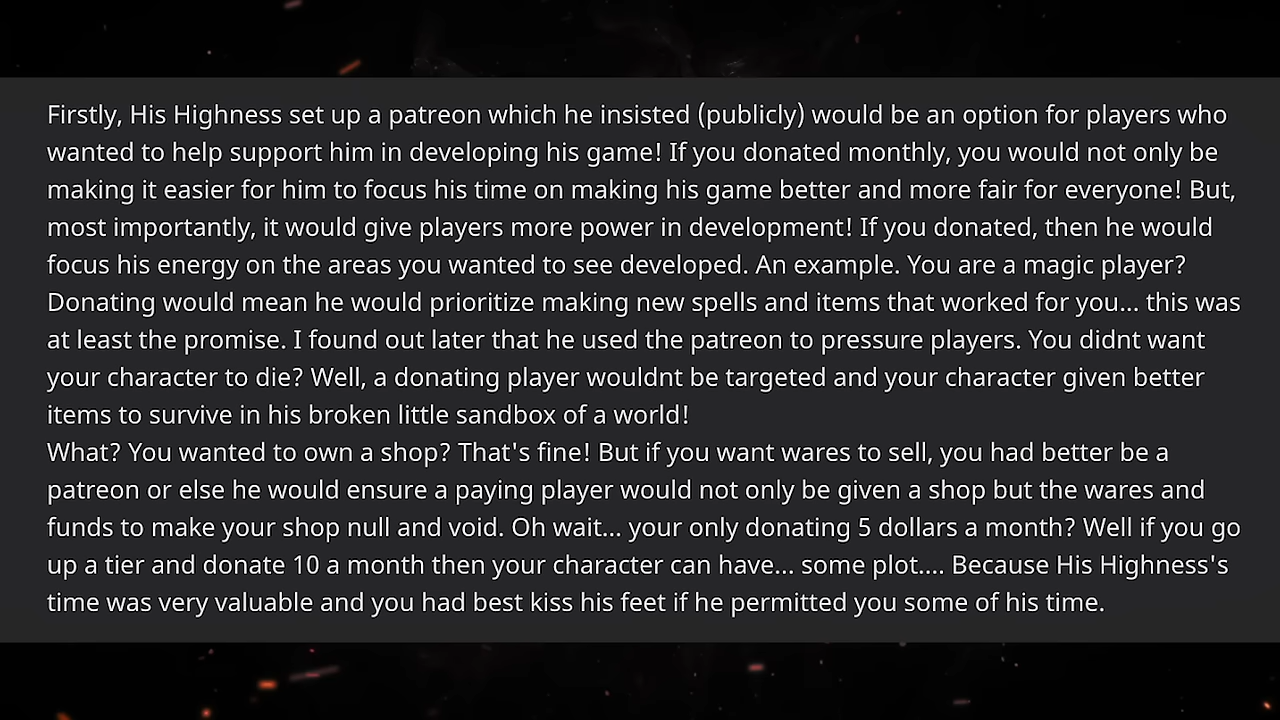 Firstly, His Highness set up a patreon which he insisted (publicly) would be an option for players who
wanted to help support him in developing his game! If you donated monthly, you would not only be
making it easier for him to focus his time on making his game better and more fair for everyone! But,
most importantly, it would give players more power in development! If you donated, then he would
focus his energy on the areas you wanted to see developed. An example. You are a magic player?
Donating would mean he would prioritize making new spells and items that worked for you... this was
at least the promise. I found out later that he used the patreon to pressure players. You didnt want
your character to die? Well, a donating player wouldnt be targeted and your character given better
items to survive in his broken little sandbox of a world!
What? You wanted to own a shop? That's fine! But if you want wares to sell, you had better be a
patreon or else he would ensure a paying player would not only be given a shop but the wares and
funds to make your shop null and void. Oh wait... your only donating 5 dollars a month? Well if you go
up a tier and donate 10 a month then your character can have... some plot.... Because His Highness's
time was very valuable and you had best kiss his feet if he permitted you some of his time.